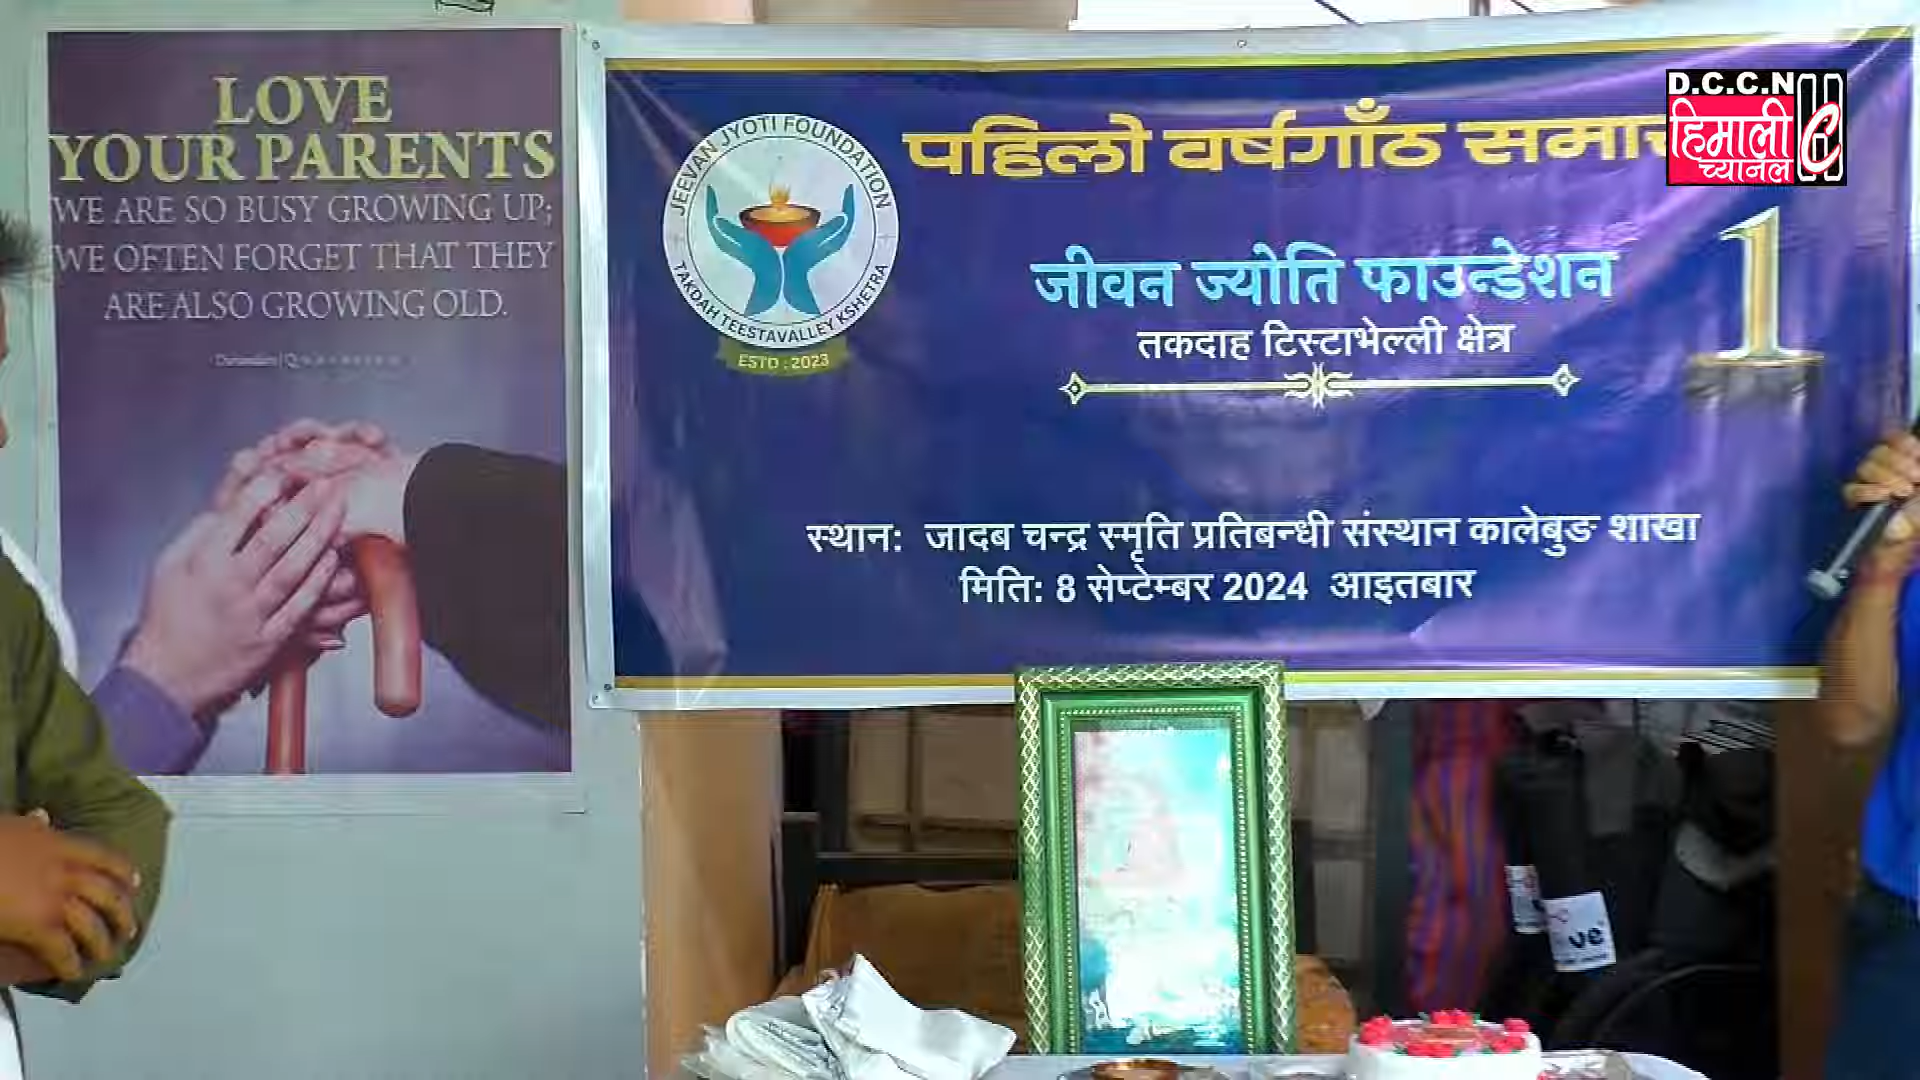 LOVE
YOUR PARENTS
WE ARE SO BUSY GROWING UP;
WE OFTEN FORGET THAT THEY
ARE ALSO GROWING OLD.
JEEVAN JYOTI FOUNDATION
TAKDAH TEESTAVALLEY KSHETRA
ESTD : 2023
पहिलो वर्षगाँठ
जीवन ज्योति फाउन्डेशन
तकदाह टिस्टाभेल्ली क्षेत्र
1
स्थान: जादब चन्द्र स्मृति प्रतिबन्धी संस्थान कालेबुङ शाखा
मिति: 8 सेप्टेम्बर 2024 आइतबार
D.C.C.N
हिमाली
च्यानल